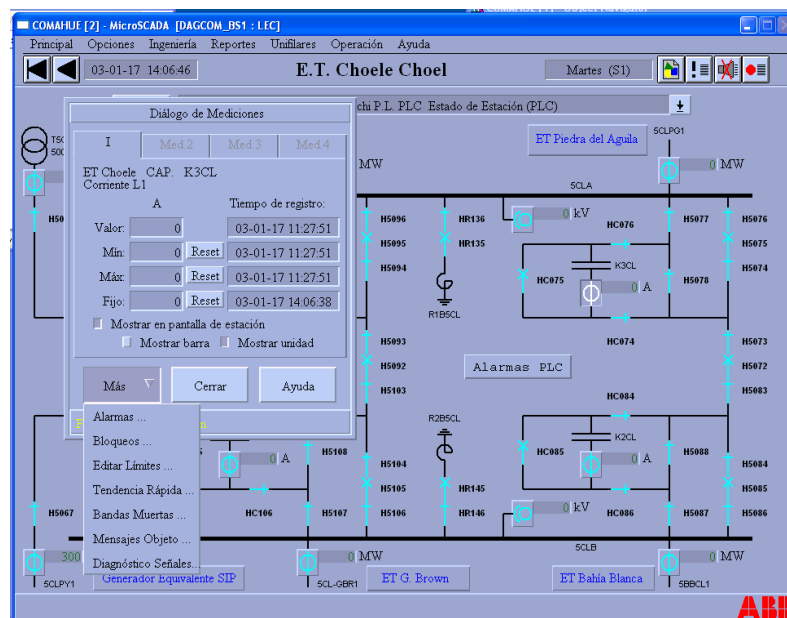 COMAHUE [2] - MicroSCADA [DAGCOM_BS1 : LEC]
Principal Opciones Ingeniería Reportes Unifilares Operación Ayuda
03-01-17 14:06:46
E.T. Choele Choel
Martes (S1)
chi P.L. PLC Estado de Estación (PLC)
Diálogo de Mediciones
I Med.2 Med.3 Med.4
ET Choele CAP. K3CL
Corriente L1
A Tiempo de registro:
Valor: 0 03-01-17 11:27:51
Mín: 0 Reset 03-01-17 11:27:51
Máx: 0 Reset 03-01-17 11:27:51
Fijo: 0 Reset 03-01-17 14:06:38
Mostrar en pantalla de estación
Mostrar barra Mostrar unidad
Más Cerrar Ayuda
Alarmas ...
Bloqueos ...
Editar Límites ...
Tendencia Rápida ...
Bandas Muertas ...
Mensajes Objeto ...
Diagnóstico Señales...
ET Piedra del Aguila
5CLPG1
0 MW
MW
5CLA
H5096 HR136 0 kV HC076 H5077 H5076
H5095 HR135 H5075
H5094 HC075 K3CL 0 A H5078 H5074
R1B5CL
H5093 HC074 H5073
H5092 Alarmas PLC H5072
H5103 HC084 H5083
R2B5CL
K2CL
0 A H5108 H5104 HC085 0 A H5088 H5084
H5105 HR145 H5085
H5067 HC106 H5107 H5106 HR146 0 kV HC086 H5087 H5086
5CLB
300 0 MW 0 MW
5CLPY1 Generador Equivalente SIP 5CL-GBR1 ET G. Brown ET Bahía Blanca 5BBCL1
ABB